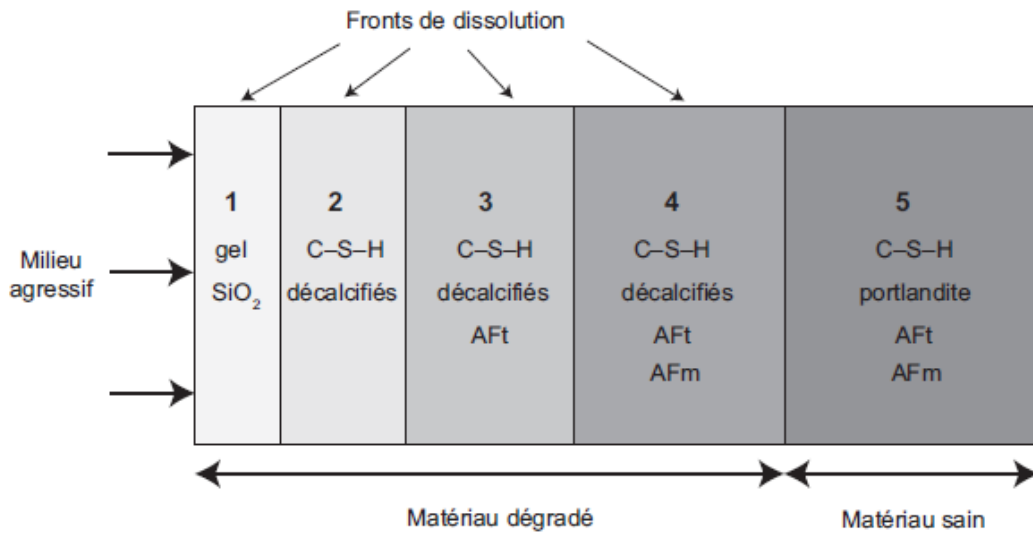 Fronts de dissolution
Milieu
agressif
1
gel
SiO₂
2
C–S–H
décalcifiés
3
C–S–H
décalcifiés
AFt
4
C–S–H
décalcifiés
AFt
AFm
5
C–S–H
portlandite
AFt
AFm
Matériau dégradé
Matériau sain